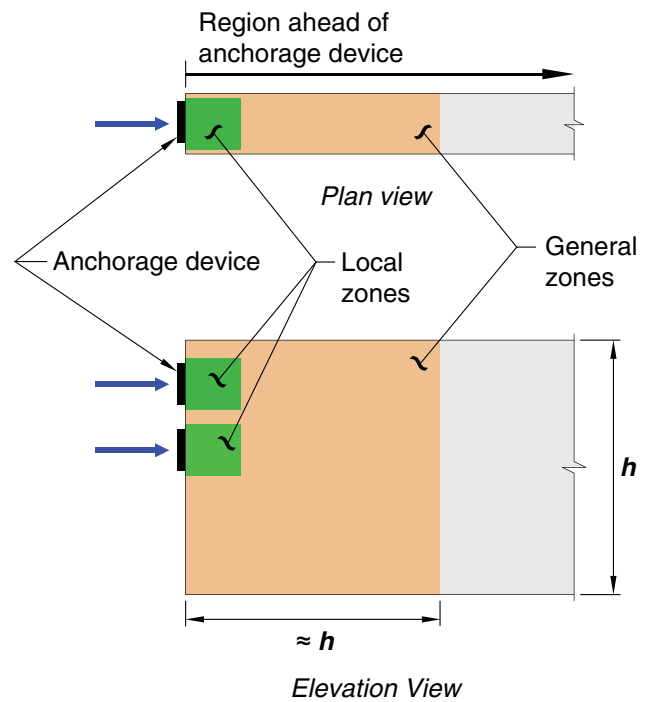 Region ahead of
anchorage device
Plan view
Anchorage device
Local
zones
General
zones
h
≈ h
Elevation View